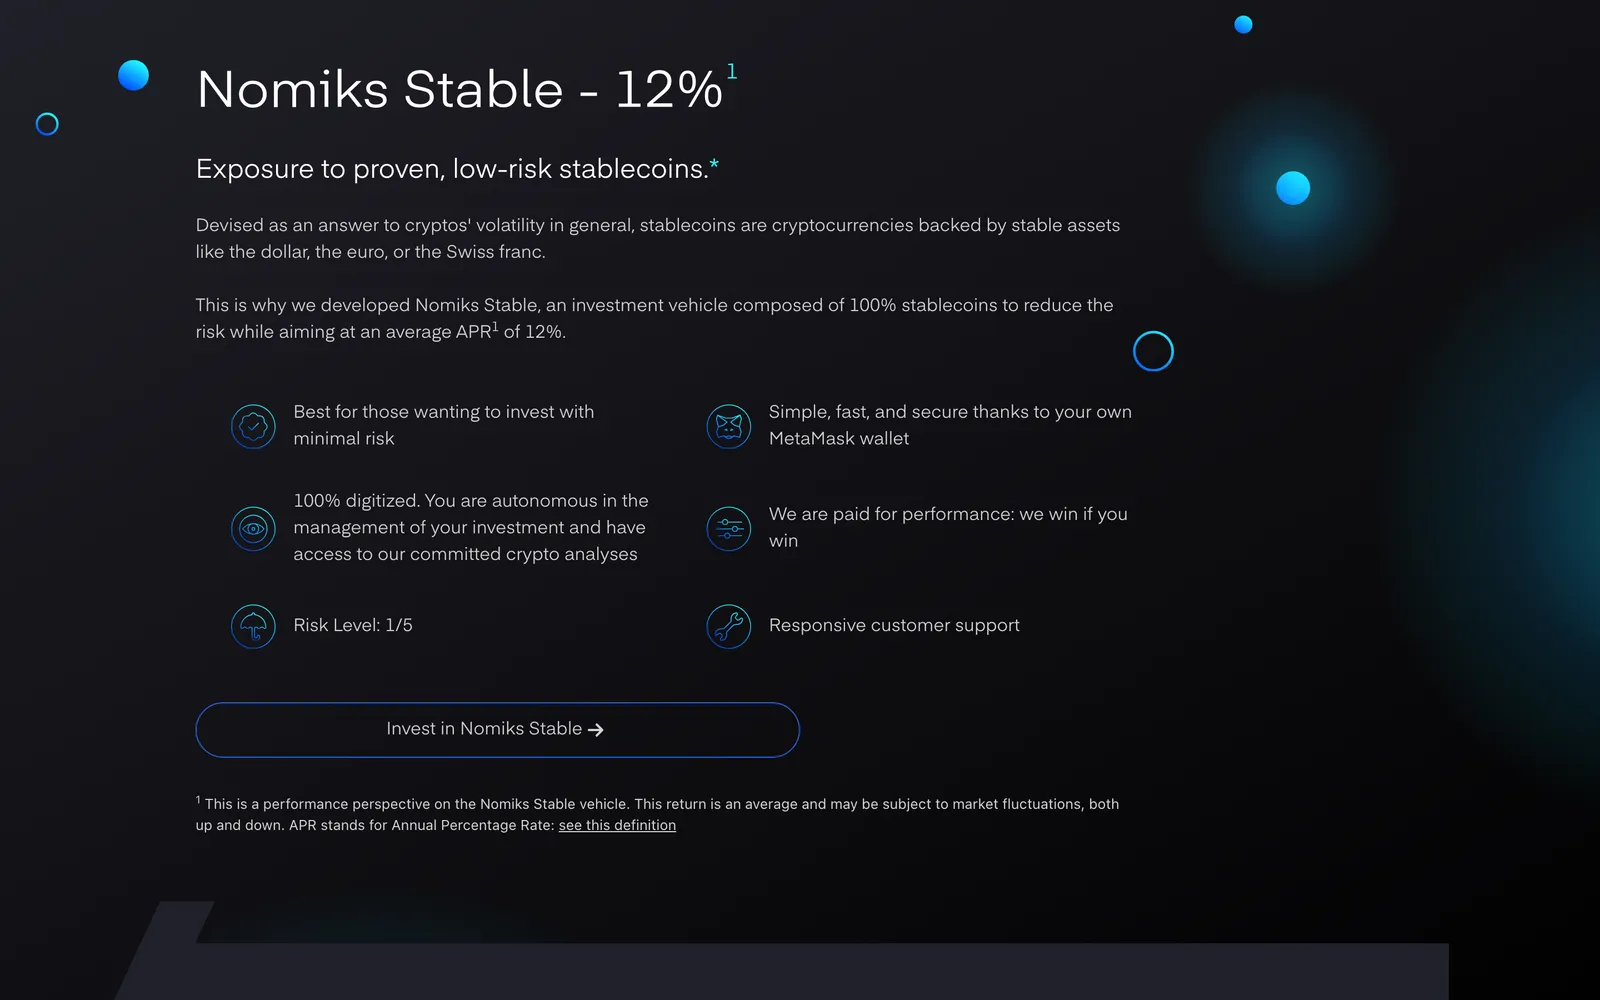 Nomiks Stable - 12%1
Exposure to proven, low-risk stablecoins.*
Devised as an answer to cryptos' volatility in general, stablecoins are cryptocurrencies backed by stable assets
like the dollar, the euro, or the Swiss franc.
This is why we developed Nomiks Stable, an investment vehicle composed of 100% stablecoins to reduce the
risk while aiming at an average APR1 of 12%.
Best for those wanting to invest with
minimal risk
Simple, fast, and secure thanks to your own
MetaMask wallet
100% digitized. You are autonomous in the
management of your investment and have
access to our committed crypto analyses
We are paid for performance: we win if you
win
Risk Level: 1/5
Responsive customer support
Invest in Nomiks Stable →
1 This is a performance perspective on the Nomiks Stable vehicle. This return is an average and may be subject to market fluctuations, both
up and down. APR stands for Annual Percentage Rate: see this definition